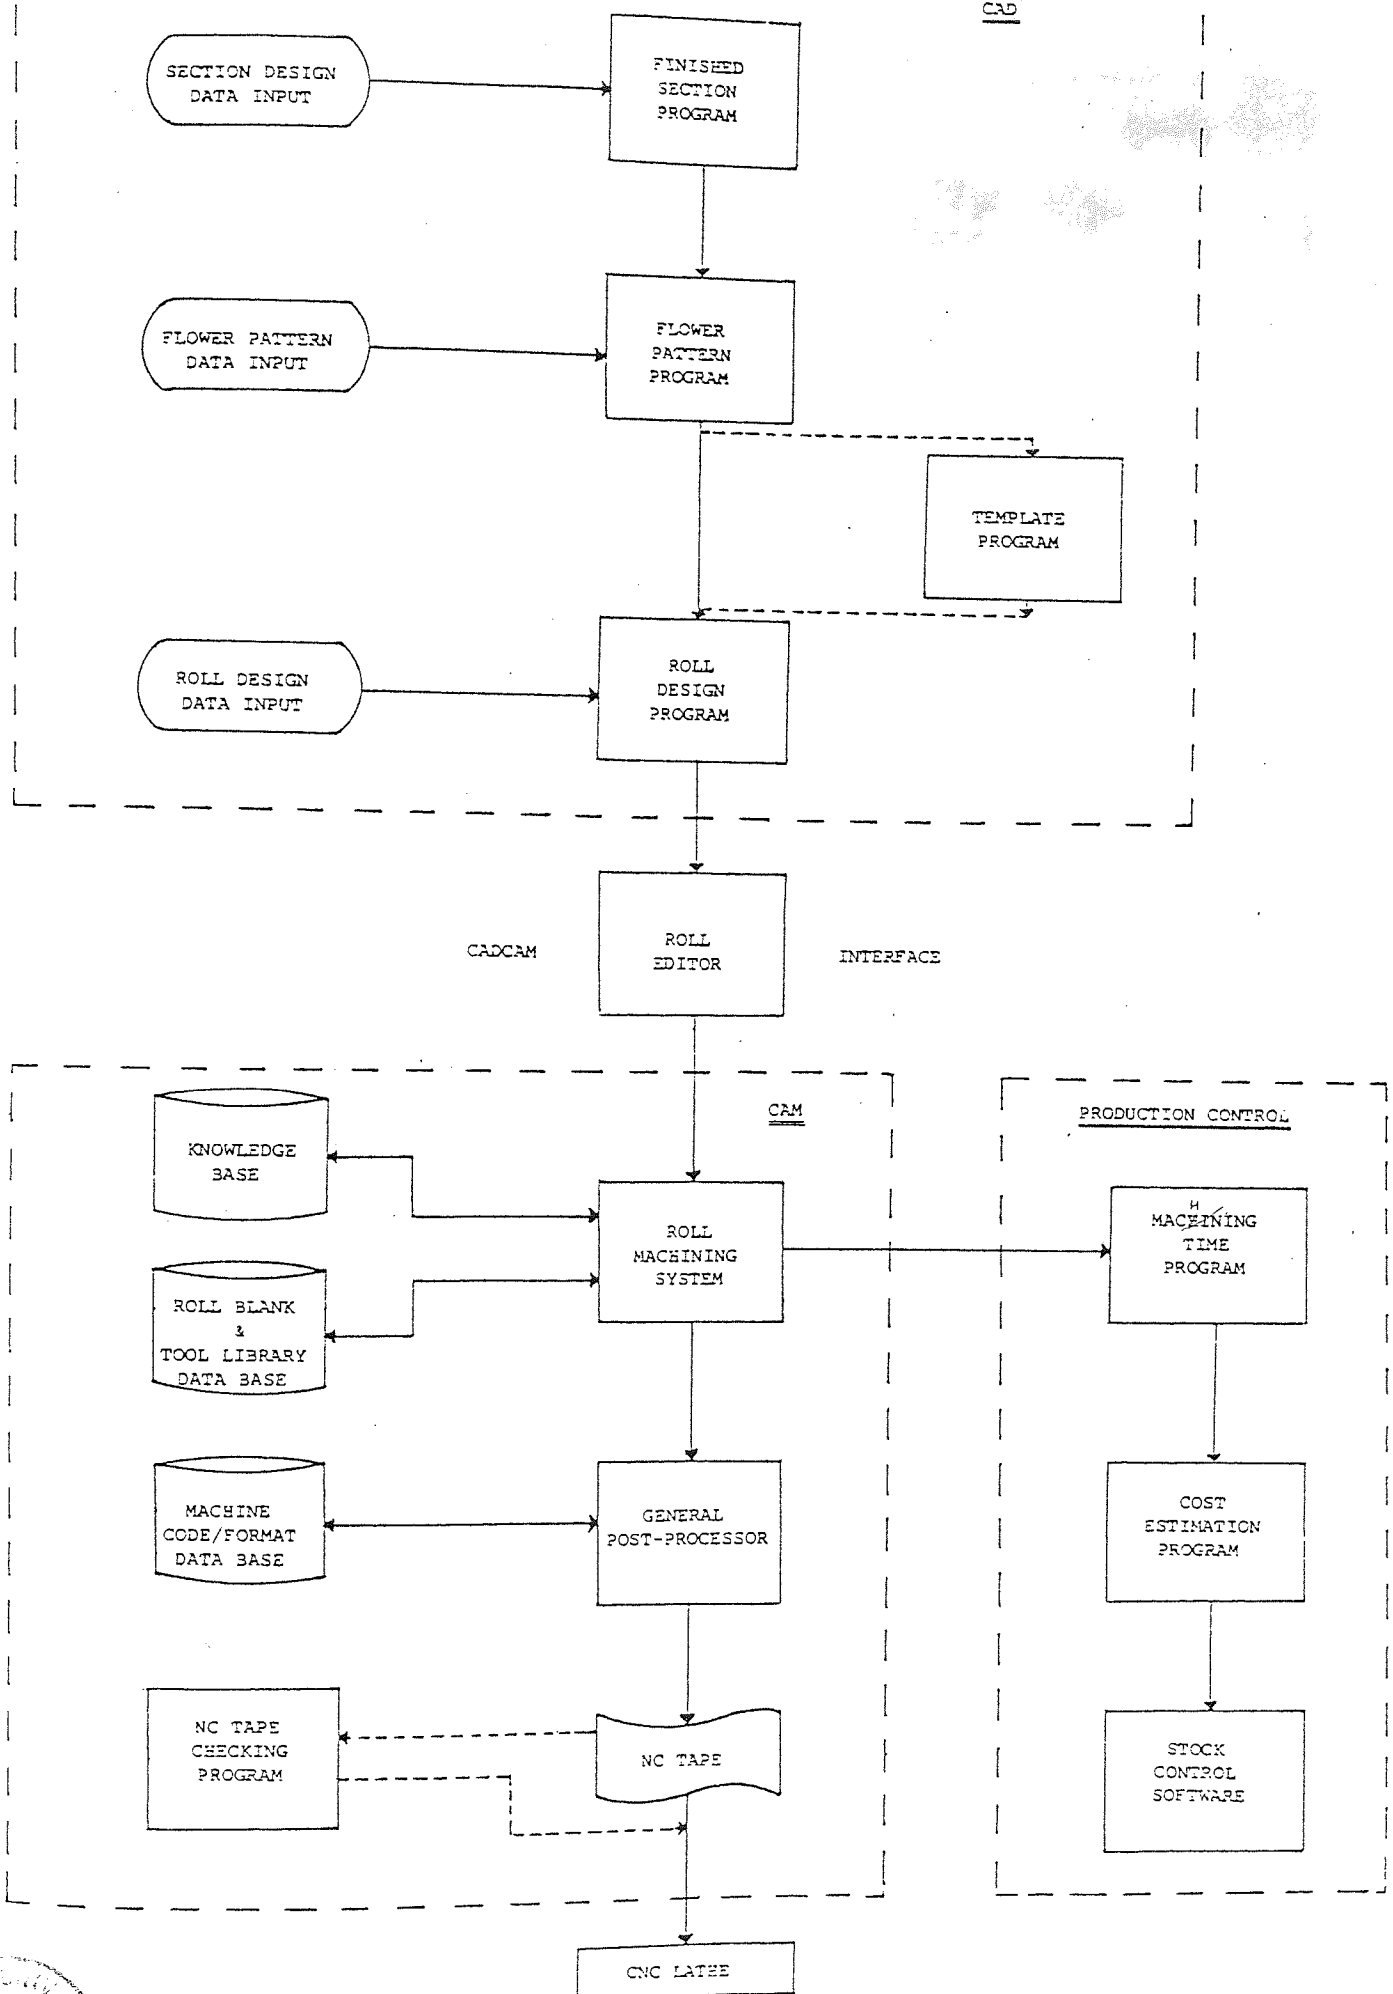 CAD
SECTION DESIGN
DATA INPUT
FINISHED
SECTION
PROGRAM
FLOWER PATTERN
DATA INPUT
FLOWER
PATTERN
PROGRAM
TEMPLATE
PROGRAM
ROLL DESIGN
DATA INPUT
ROLL
DESIGN
PROGRAM
CADCAM
ROLL
EDITOR
INTERFACE
CAM
PRODUCTION CONTROL
KNOWLEDGE
BASE
ROLL
MACHINING
SYSTEM
H
MACHINING
TIME
PROGRAM
ROLL BLANK
&
TOOL LIBRARY
DATA BASE
MACHINE
CODE/FORMAT
DATA BASE
GENERAL
POST-PROCESSOR
COST
ESTIMATION
PROGRAM
NC TAPE
CHECKING
PROGRAM
NC TAPE
STOCK
CONTROL
SOFTWARE
CNC LATHE